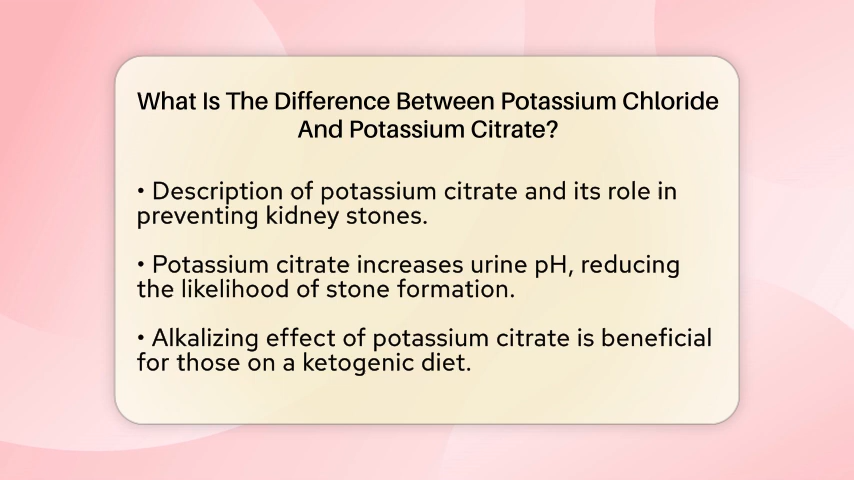 What Is The Difference Between Potassium Chloride
And Potassium Citrate?
• Description of potassium citrate and its role in
preventing kidney stones.
• Potassium citrate increases urine pH, reducing
the likelihood of stone formation.
• Alkalizing effect of potassium citrate is beneficial
for those on a ketogenic diet.